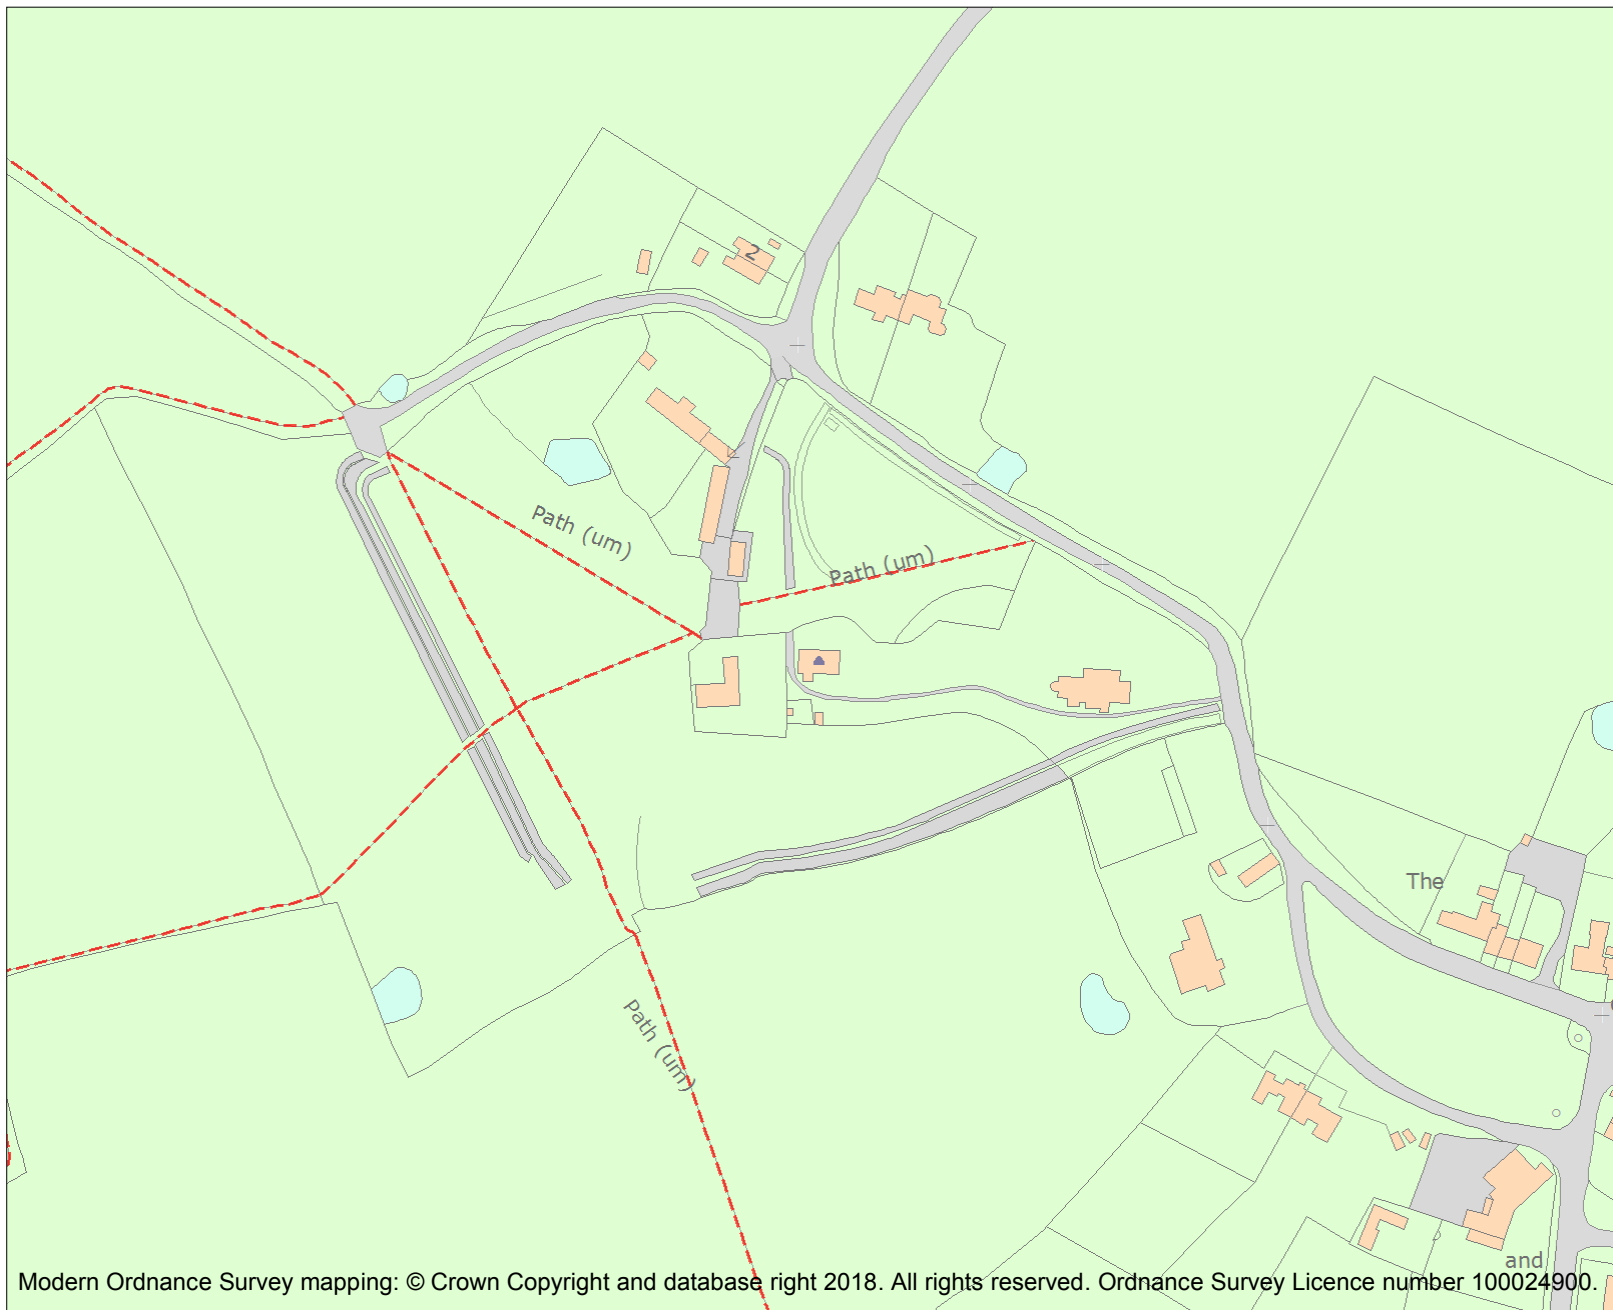 2
Path (um)
Path (um)
The
Path (um)
and
Modern Ordnance Survey mapping: © Crown Copyright and database right 2018. All rights reserved. Ordnance Survey Licence number 100024900.